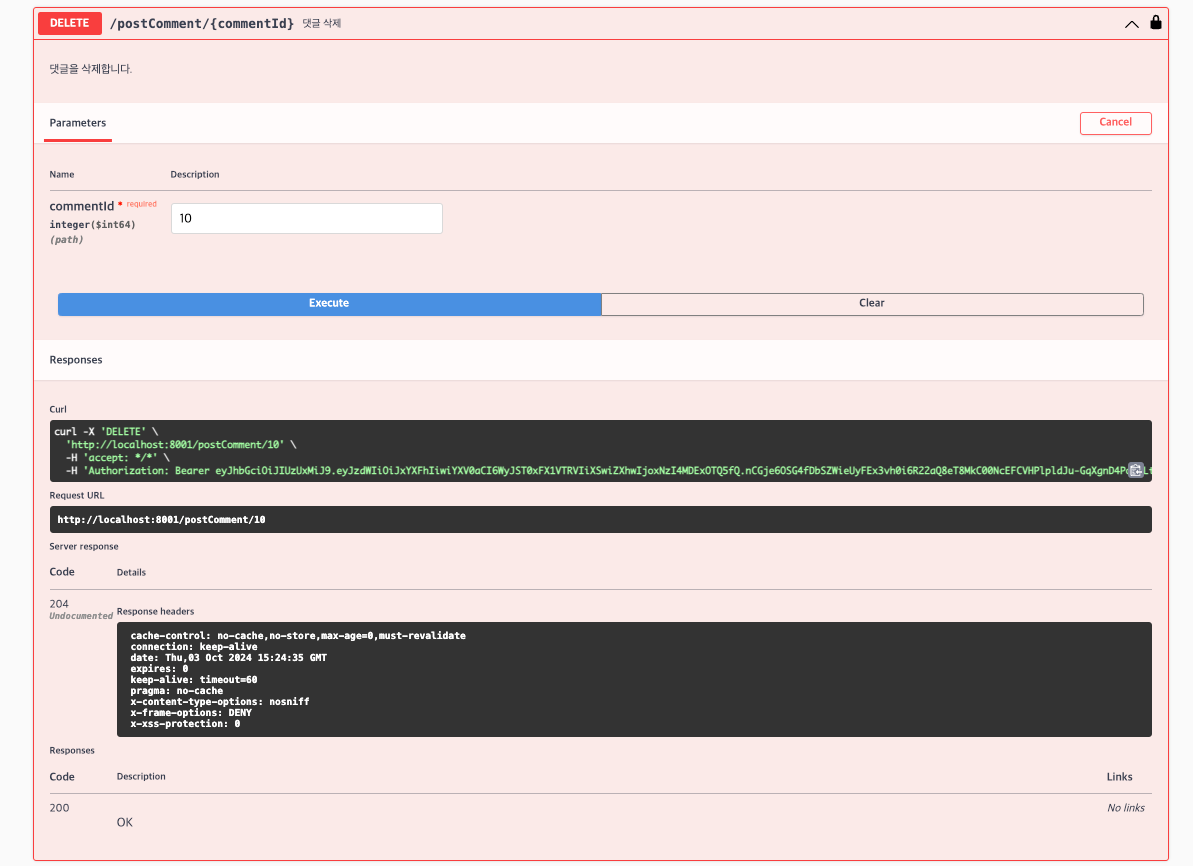 DELETE /postComment/{commentId} 댓글 삭제
댓글을 삭제합니다.
Parameters
Cancel
Name Description
commentId * required
integer($int64)
(path)
10
Execute Clear
Responses
Curl
curl -X 'DELETE' \
'http://localhost:8001/postComment/10' \
-H 'accept: */*' \
-H 'Authorization: Bearer
Request URL
http://localhost:8001/postComment/10
Server response
Code Details
204
Undocumented
Response headers
cache-control: no-cache,no-store,max-age=0,must-revalidate
connection: keep-alive
date: Thu,03 Oct 2024 15:24:35 GMT
expires: 0
keep-alive: timeout=60
pragma: no-cache
x-content-type-options: nosniff
x-frame-options: DENY
x-xss-protection: 0
Responses
Code Description Links
200 No links
OK